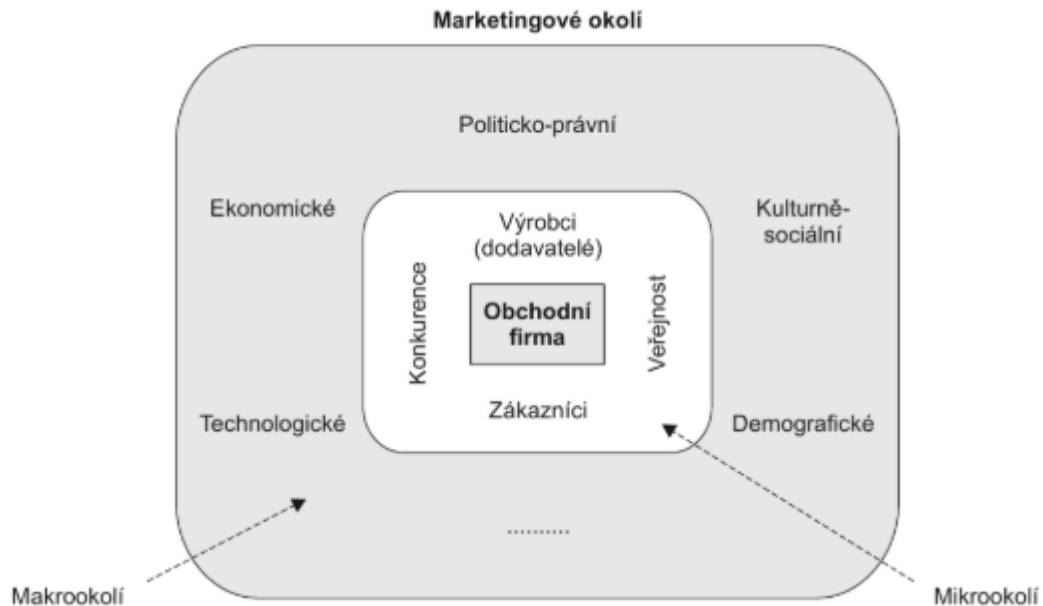 Marketingové okolí
Politicko-právní
Ekonomické
Kulturně-
sociální
Výrobci
(dodavatelé)
Konkurence
Obchodní
firma
Veřejnost
Zákazníci
Technologické
Demografické
..........
Makrookolí
Mikrookolí